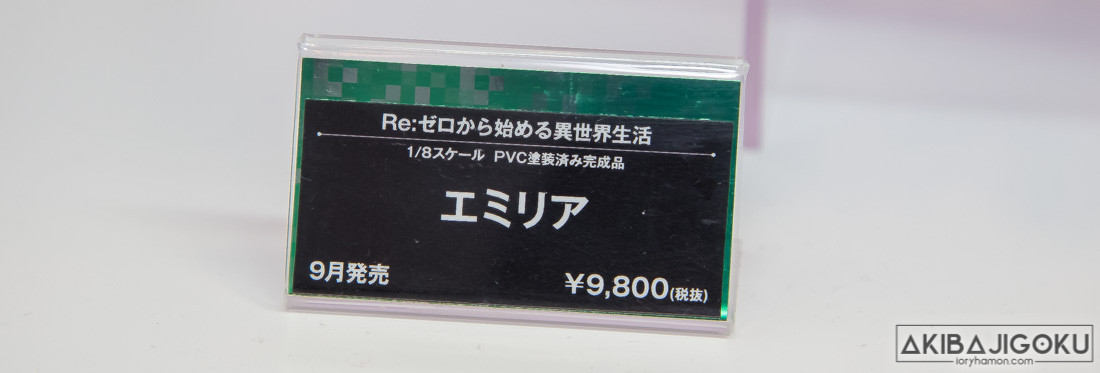 Re:ゼロから始める異世界生活
1/8スケール PVC塗装済み完成品
エミリア
9月発売 ¥9,800(税抜)
AKIBAJIGOKU
ioryhamon.com